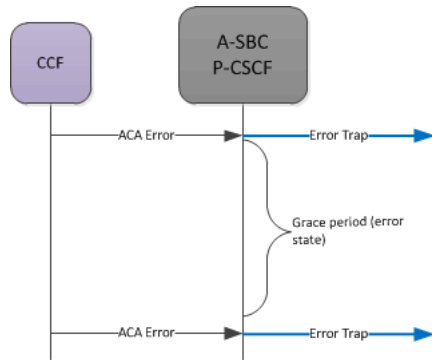 CCF
A-SBC
P-CSCF
ACA Error
Error Trap
Grace period (error
state)
ACA Error
Error Trap